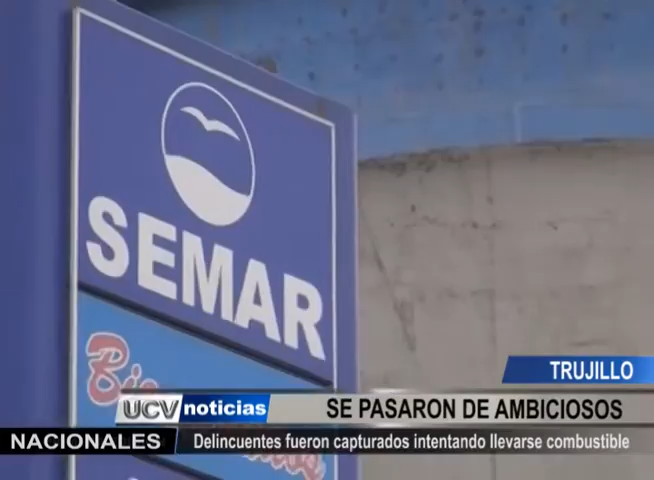 SEMAR
TRUJILLO
UCV noticias
SE PASARON DE AMBICIOSOS
NACIONALES
Delincuentes fueron capturados intentando llevarse combustible